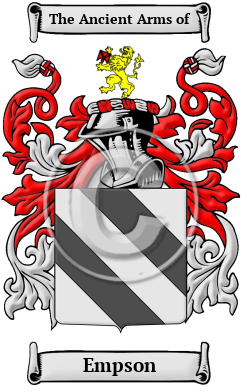 The Ancient Arms of
Empson